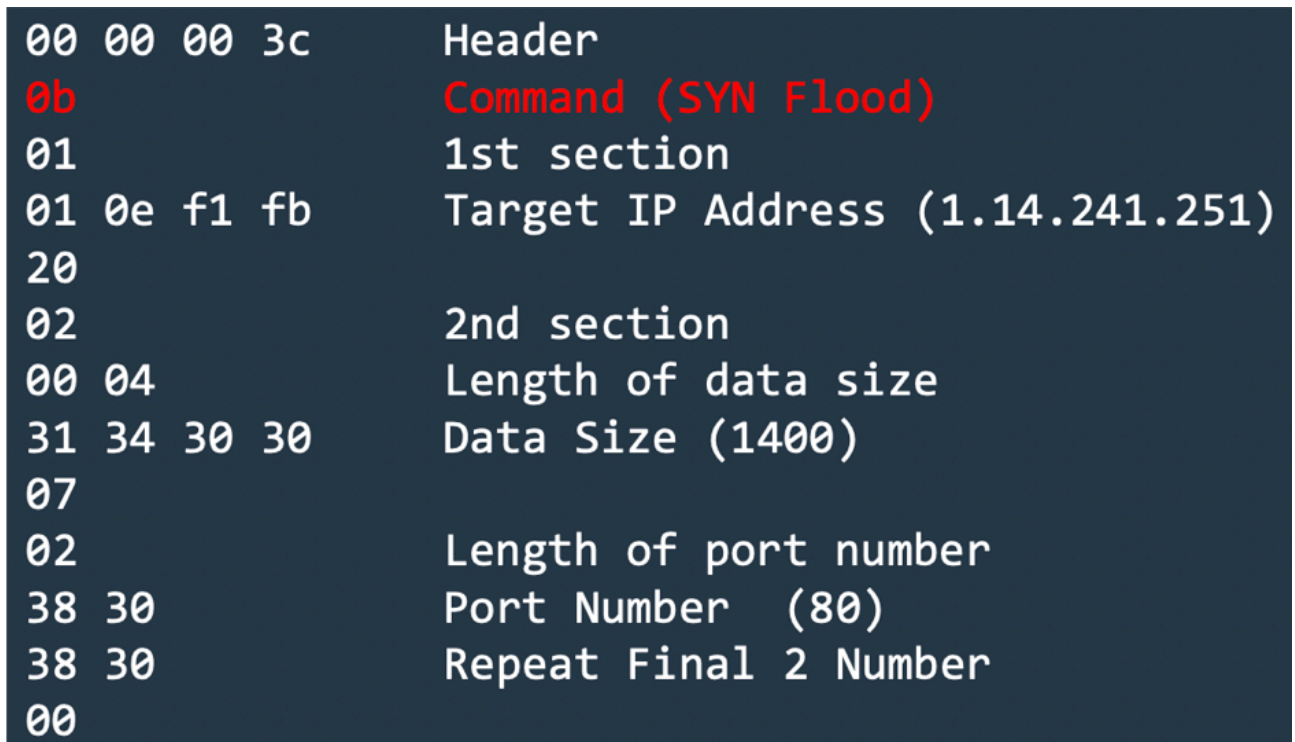 00 00 00 3c Header
0b Command (SYN Flood)
01 1st section
01 0e f1 fb Target IP Address (1.14.241.251)
20
02 2nd section
00 04 Length of data size
31 34 30 30 Data Size (1400)
07
02 Length of port number
38 30 Port Number (80)
38 30 Repeat Final 2 Number
00